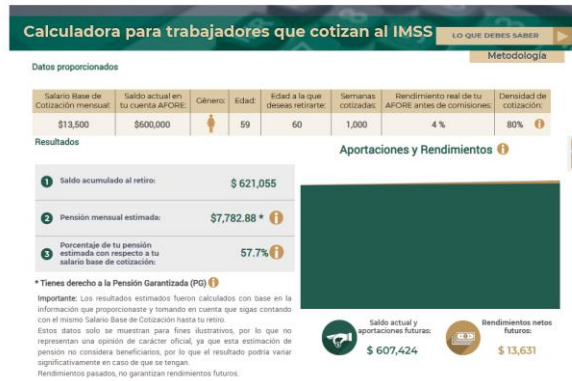 Calculadora para trabajadores que cotizan al IMSS
LO QUE DEBES SABER
Metodología
Datos proporcionados
Salario Base de Cotización mensual:
Saldo actual en tu cuenta AFORE:
Género:
Edad:
Edad a la que deseas retirarte:
Semanas cotizadas:
Rendimiento real de tu AFORE antes de comisiones:
Densidad de cotización:
$13,500
$600,000
59
60
1,000
4 %
80%
Resultados
1 Saldo acumulado al retiro:
$ 621,055
2 Pensión mensual estimada:
$7,782.88 *
3 Porcentaje de tu pensión
estimada con respecto a tu
salario base de cotización:
57.7%
* Tienes derecho a la Pensión Garantizada (PG)
Importante: Los resultados estimados fueron calculados con base en la
información que proporcionaste y tomando en cuenta que sigas contando
con el mismo Salario Base de Cotización hasta tu retiro.
Estos datos solo se muestran para fines ilustrativos, por lo que no
representan una opinión de carácter oficial, ya que esta estimación de
pensión no considera beneficiarios, por lo que el resultado podría variar
significativamente en caso de que se tengan.
Rendimientos pasados, no garantizan rendimientos futuros.
Aportaciones y Rendimientos
Saldo actual y
aportaciones futuras:
$ 607,424
Rendimientos netos
futuros:
$ 13,631